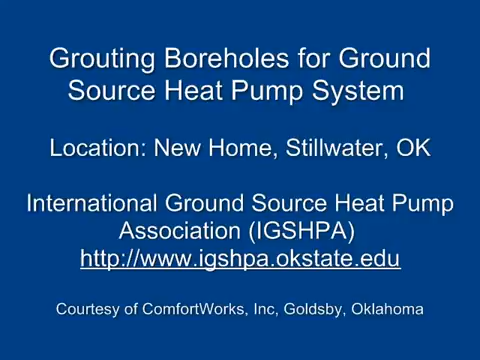 Grouting Boreholes for Ground
Source Heat Pump System
Location: New Home, Stillwater, OK
International Ground Source Heat Pump
Association (IGSHPA)
http://www.igshpa.okstate.edu
Courtesy of ComfortWorks, Inc, Goldsby, Oklahoma